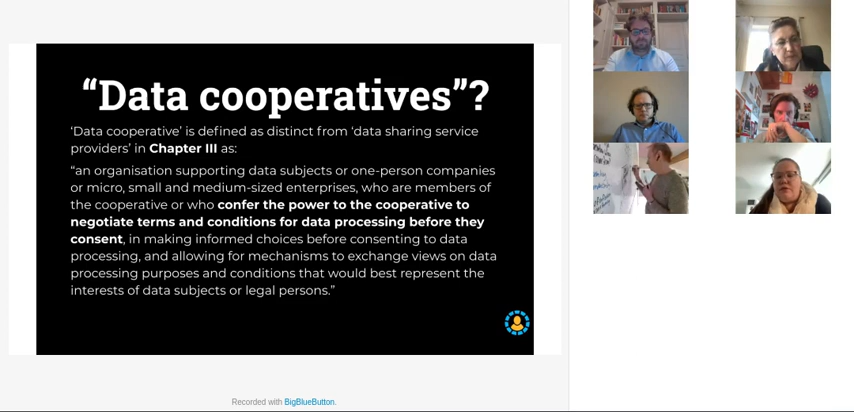 “Data cooperatives”?
‘Data cooperative’ is defined as distinct from ‘data sharing service
providers’ in Chapter III as:
“an organisation supporting data subjects or one-person companies
or micro, small and medium-sized enterprises, who are members of
the cooperative or who confer the power to the cooperative to
negotiate terms and conditions for data processing before they
consent, in making informed choices before consenting to data
processing, and allowing for mechanisms to exchange views on data
processing purposes and conditions that would best represent the
interests of data subjects or legal persons.”
Recorded with BigBlueButton.